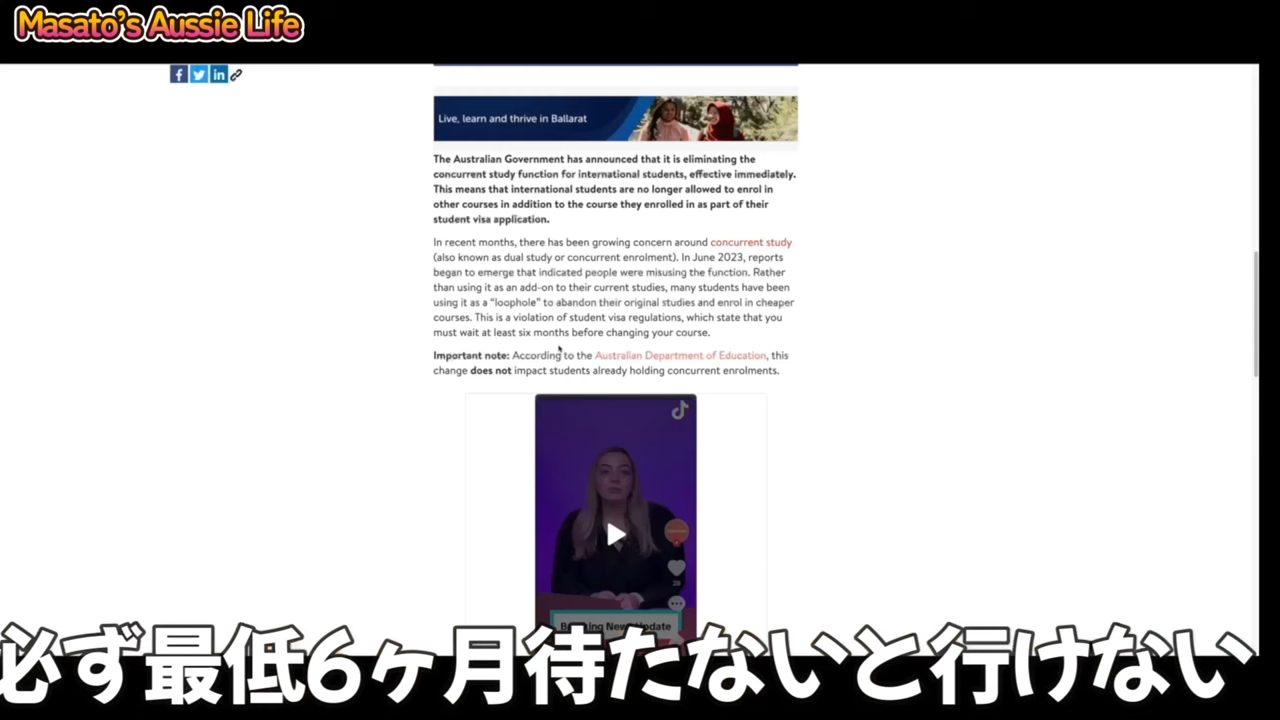 Masato's Aussie Life
Live, learn and thrive in Ballarat
The Australian Government has announced that it is eliminating the
concurrent study function for international students, effective immediately.
This means that international students are no longer allowed to enrol in
other courses in addition to the course they enrolled in as part of their
student visa application.
In recent months, there has been growing concern around concurrent study
(also known as dual study or concurrent enrolment). In June 2023, reports
began to emerge that indicated people were misusing the function. Rather
than using it as an add-on to their current studies, many students have been
using it as a “loophole” to abandon their original studies and enrol in cheaper
courses. This is a violation of student visa regulations, which state that you
must wait at least six months before changing your course.
Important note: According to the Australian Department of Education, this
change does not impact students already holding concurrent enrolments.
38
Breaking News Update
必ず最低6ヶ月待たないと行けない